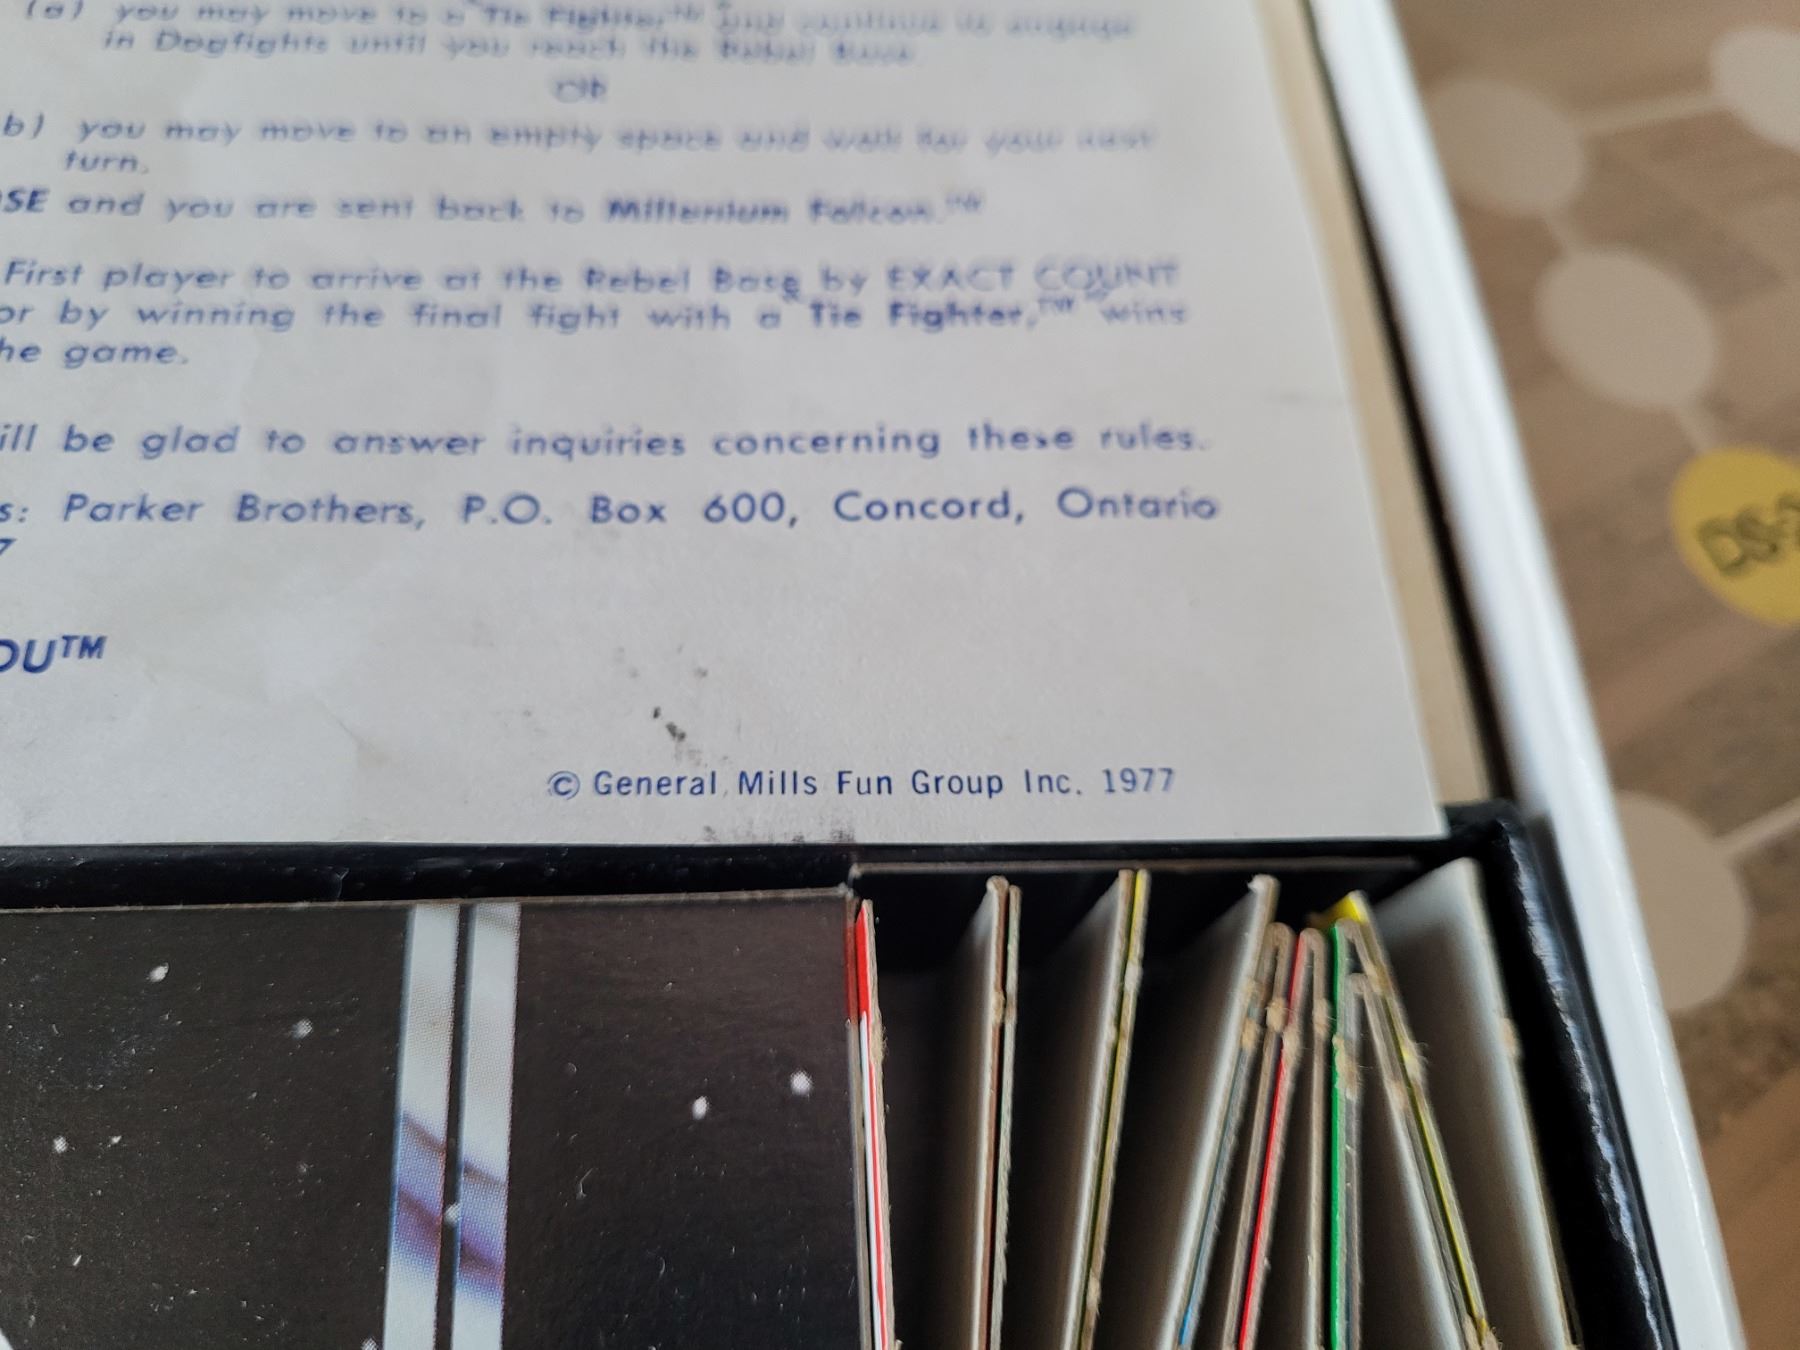 (a) you may move to a "Tie Fighter,™ and continue to engage
in Dogfights until you reach the Rebel Base
OR
b) you may move to an empty space and wait for your next
turn.
OSE and you are sent back to Millenium Falcon.™
First player to arrive at the Rebel Base by EXACT COUNT
or by winning the final fight with a "Tie Fighter,™" wins
he game.
ill be glad to answer inquiries concerning these rules.
s: Parker Brothers, P.O. Box 600, Concord, Ontario
7
OU™
© General Mills Fun Group Inc. 1977